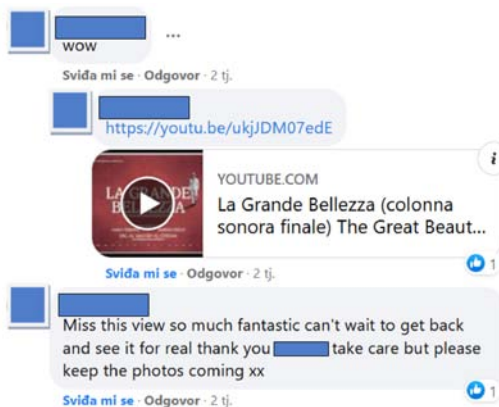 wow
...
Sviđa mi se · Odgovor · 2 tj.
https://youtu.be/ukjJDM07edE
LA GRANDE
BELLEZZA
YOUTUBE.COM
La Grande Bellezza (colonna
sonora finale) The Great Beaut...
i
1
Sviđa mi se · Odgovor · 2 tj.
Miss this view so much fantastic can't wait to get back
and see it for real thank you take care but please
keep the photos coming xx
1
Sviđa mi se · Odgovor · 2 tj.